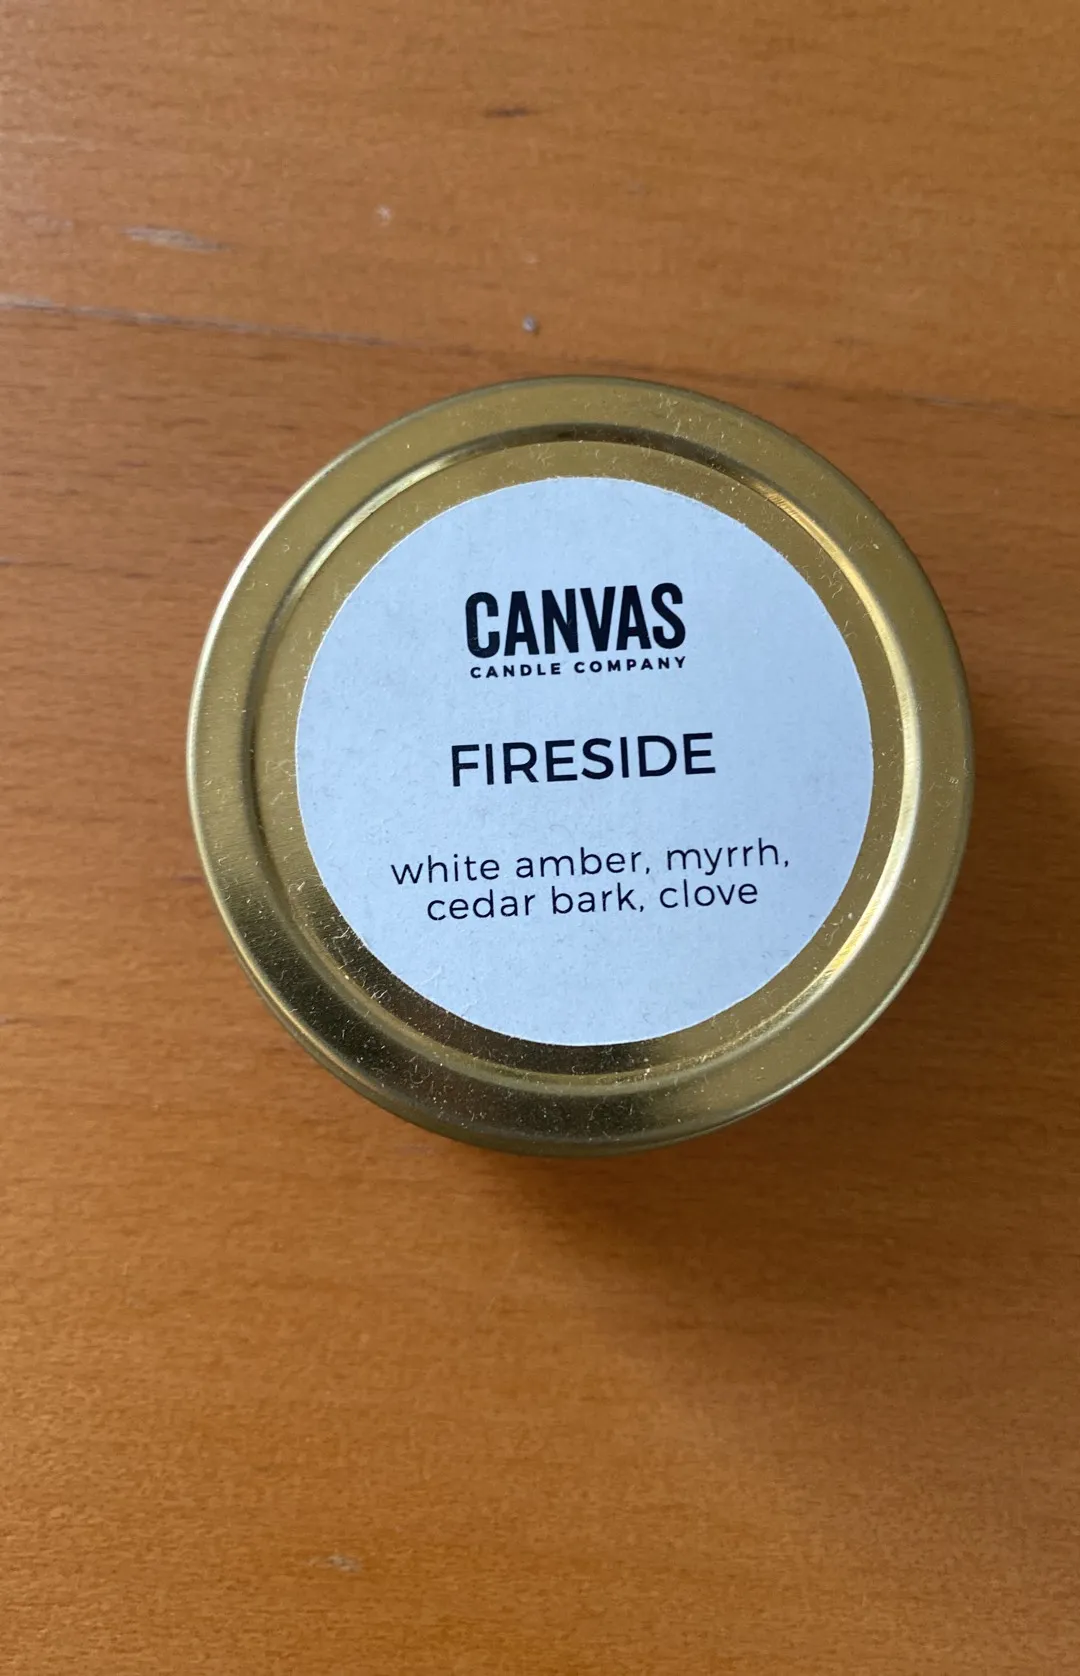 CANVAS
CANDLE COMPANY
FIRESIDE
white amber, myrrh,
cedar bark, clove